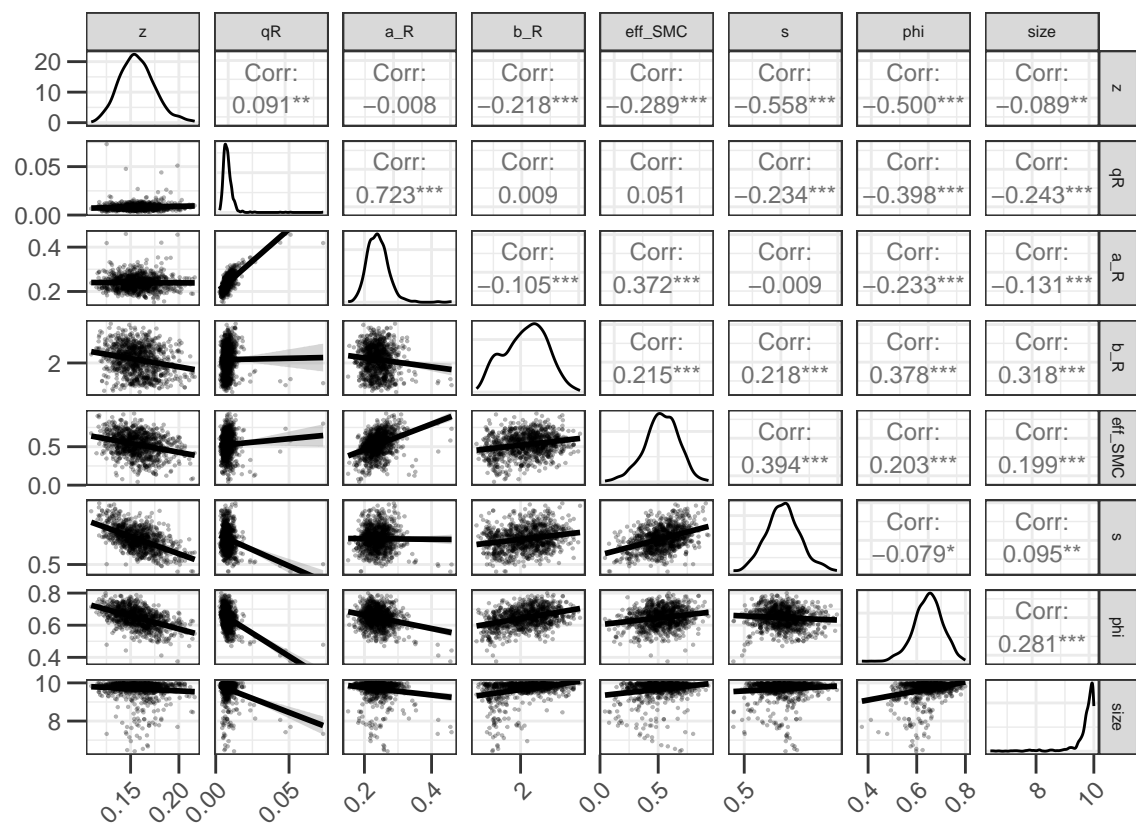 z qR a_R b_R eff_SMC s phi size
20
10
0
Corr: Corr: Corr: Corr: Corr: Corr: Corr:
0.091** −0.008 −0.218*** −0.289*** −0.558*** −0.500*** −0.089**
z
0.05
0.00
Corr: Corr: Corr: Corr: Corr: Corr:
0.723*** 0.009 0.051 −0.234*** −0.398*** −0.243***
qR
0.4
0.2
Corr: Corr: Corr: Corr: Corr:
−0.105*** 0.372*** −0.009 −0.233*** −0.131***
a_R
2
Corr: Corr: Corr: Corr:
0.215*** 0.218*** 0.378*** 0.318***
b_R
0.5
0.0
Corr: Corr: Corr:
0.394*** 0.203*** 0.199***
eff_SMC
0.5
Corr: Corr:
−0.079* 0.095**
s
0.8
0.6
0.4
Corr:
0.281***
phi
10
8
size
0.15 0.20 0.00 0.05 0.2 0.4 2 0.0 0.5 0.5 0.4 0.6 0.8 8 10